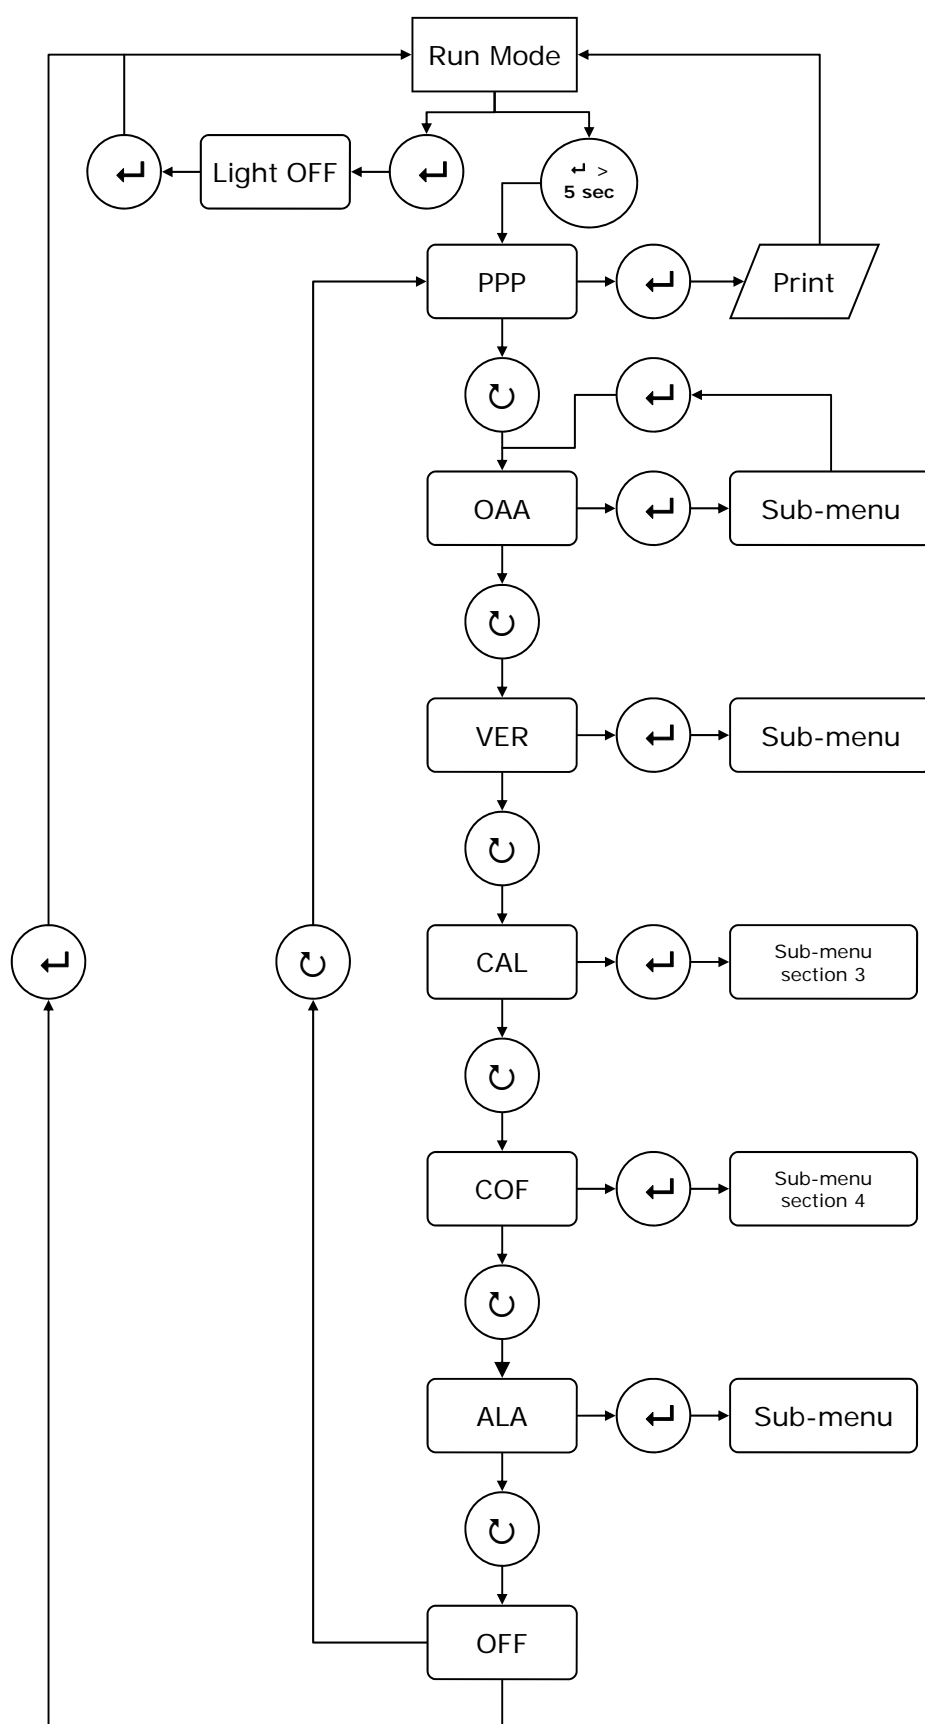 Run Mode
↵
Light OFF
↵
↵ >
5 sec
PPP
↵
Print
↻
↵
OAA
↵
Sub-menu
↻
VER
↵
Sub-menu
↻
↵
↻
CAL
↵
Sub-menu
section 3
↻
COF
↵
Sub-menu
section 4
↻
ALA
↵
Sub-menu
↻
OFF